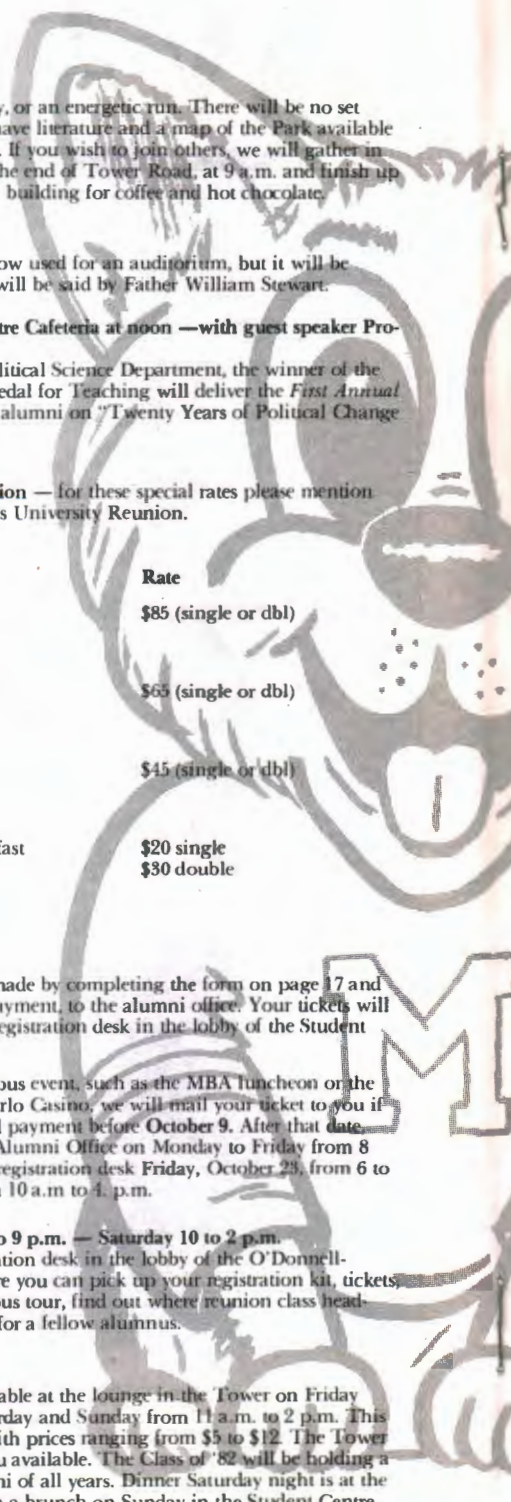 y, or an energetic run. There will be no set
have literature and a map of the Park available
. If you wish to join others, we will gather in
he end of Tower Road, at 9 a.m. and finish up
building for coffee and hot chocolate.
ow used for an auditorium, but it will be
will be said by Father William Stewart.
tre Cafeteria at noon —with guest speaker Pro-
litical Science Department, the winner of the
edal for Teaching will deliver the First Annual
alumni on "Twenty Years of Political Change
ion — for these special rates please mention
s University Reunion.
Rate
$85 (single or dbl)
$65 (single or dbl)
$45 (single or dbl)
fast $20 single
$30 double
nade by completing the form on page 17 and
ayment, to the alumni office. Your tickets will
egistration desk in the lobby of the Student
ous event, such as the MBA luncheon or the
rlo Casino, we will mail your ticket to you if
l payment before October 9. After that date,
Alumni Office on Monday to Friday from 8
registration desk Friday, October 23, from 6 to
10 a.m to 4. p.m.
o 9 p.m. — Saturday 10 to 2 p.m.
ation desk in the lobby of the O'Donnell-
re you can pick up your registration kit, tickets,
ous tour, find out where reunion class head-
for a fellow alumnus.
able at the lounge in the Tower on Friday
rday and Sunday from 11 a.m. to 2 p.m. This
ith prices ranging from $5 to $12. The Tower
u available. The Class of '82 will be holding a
ni of all years. Dinner Saturday night is at the
a brunch on Sunday in the Student Centre
M